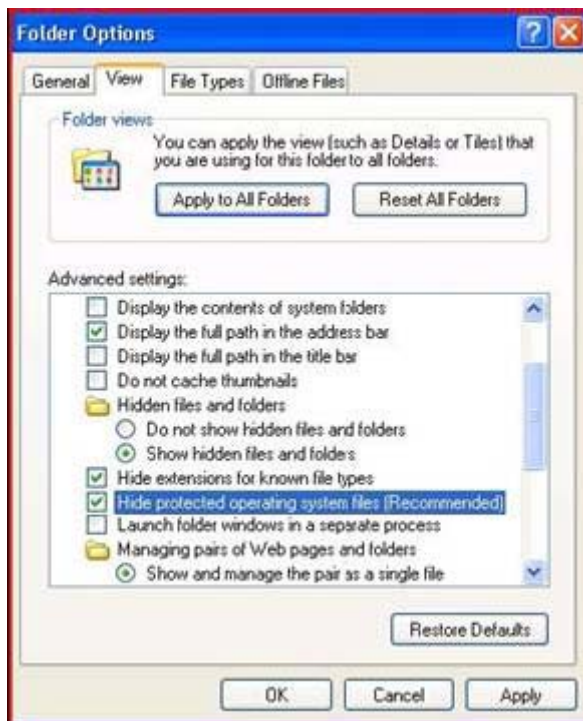 Folder Options
General View File Types Offline Files
Folder views
You can apply the view (such as Details or Tiles) that
you are using for this folder to all folders.
Apply to All Folders Reset All Folders
Advanced settings:
Display the contents of system folders
Display the full path in the address bar
Display the full path in the title bar
Do not cache thumbnails
Hidden files and folders
Do not show hidden files and folders
Show hidden files and folders
Hide extensions for known file types
Hide protected operating system files (Recommended)
Launch folder windows in a separate process
Managing pairs of Web pages and folders
Show and manage the pair as a single file
Restore Defaults
OK Cancel Apply